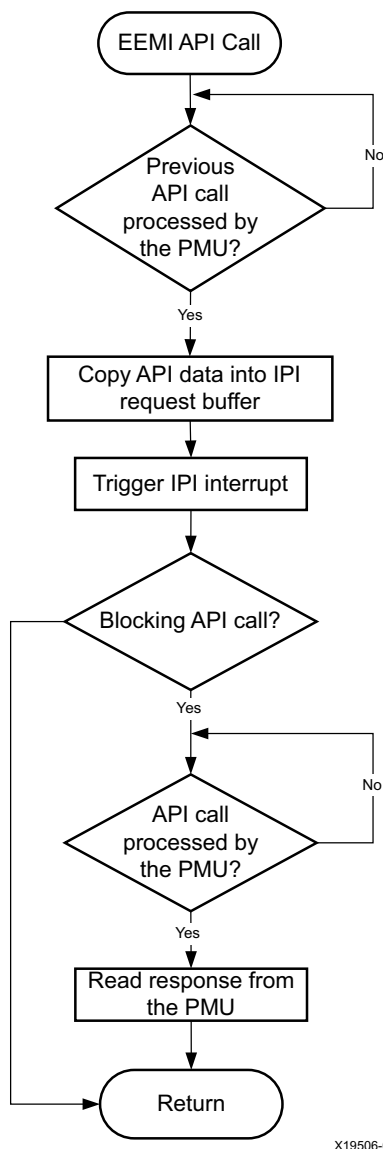 EEMI API Call
No
Previous
API call
processed by
the PMU?
Yes
Copy API data into IPI
request buffer
Trigger IPI interrupt
Blocking API call?
Yes
No
API call
processed by
the PMU?
Yes
Read response from
the PMU
Return